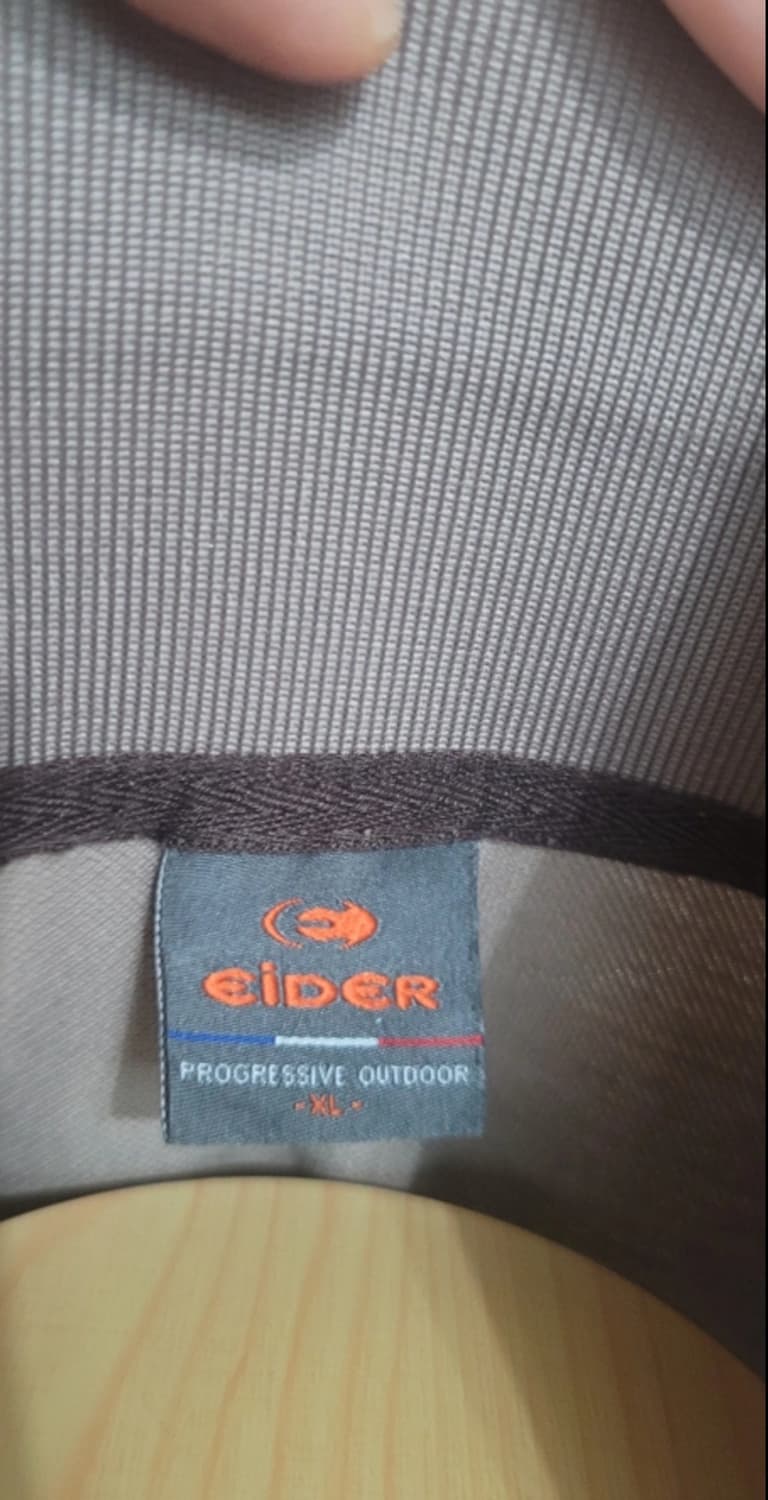 EiDER
PROGRESSIVE OUTDOOR
- XL -